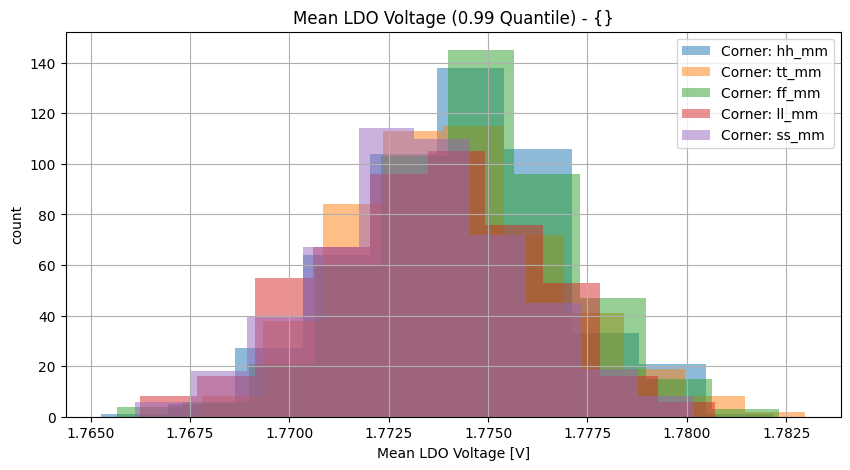 Mean LDO Voltage (0.99 Quantile) - {}
Corner: hh_mm
Corner: tt_mm
Corner: ff_mm
Corner: ll_mm
Corner: ss_mm
140
120
100
80
60
40
20
0
count
1.7650 1.7675 1.7700 1.7725 1.7750 1.7775 1.7800 1.7825
Mean LDO Voltage [V]